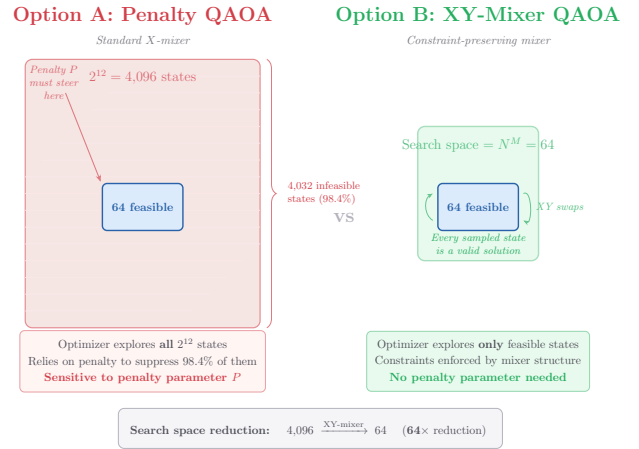 Option A: Penalty QAOA
Standard X-mixer
Penalty P
must steer
here
2¹² = 4,096 states
64 feasible
4,032 infeasible
states (98.4%)
Optimizer explores all 2¹² states
Relies on penalty to suppress 98.4% of them
Sensitive to penalty parameter P
vs
Option B: XY-Mixer QAOA
Constraint-preserving mixer
Search space = Nᴹ = 64
64 feasible
XY swaps
Every sampled state
is a valid solution
Optimizer explores only feasible states
Constraints enforced by mixer structure
No penalty parameter needed
Search space reduction: 4,096 XY-mixer→ 64 (64× reduction)